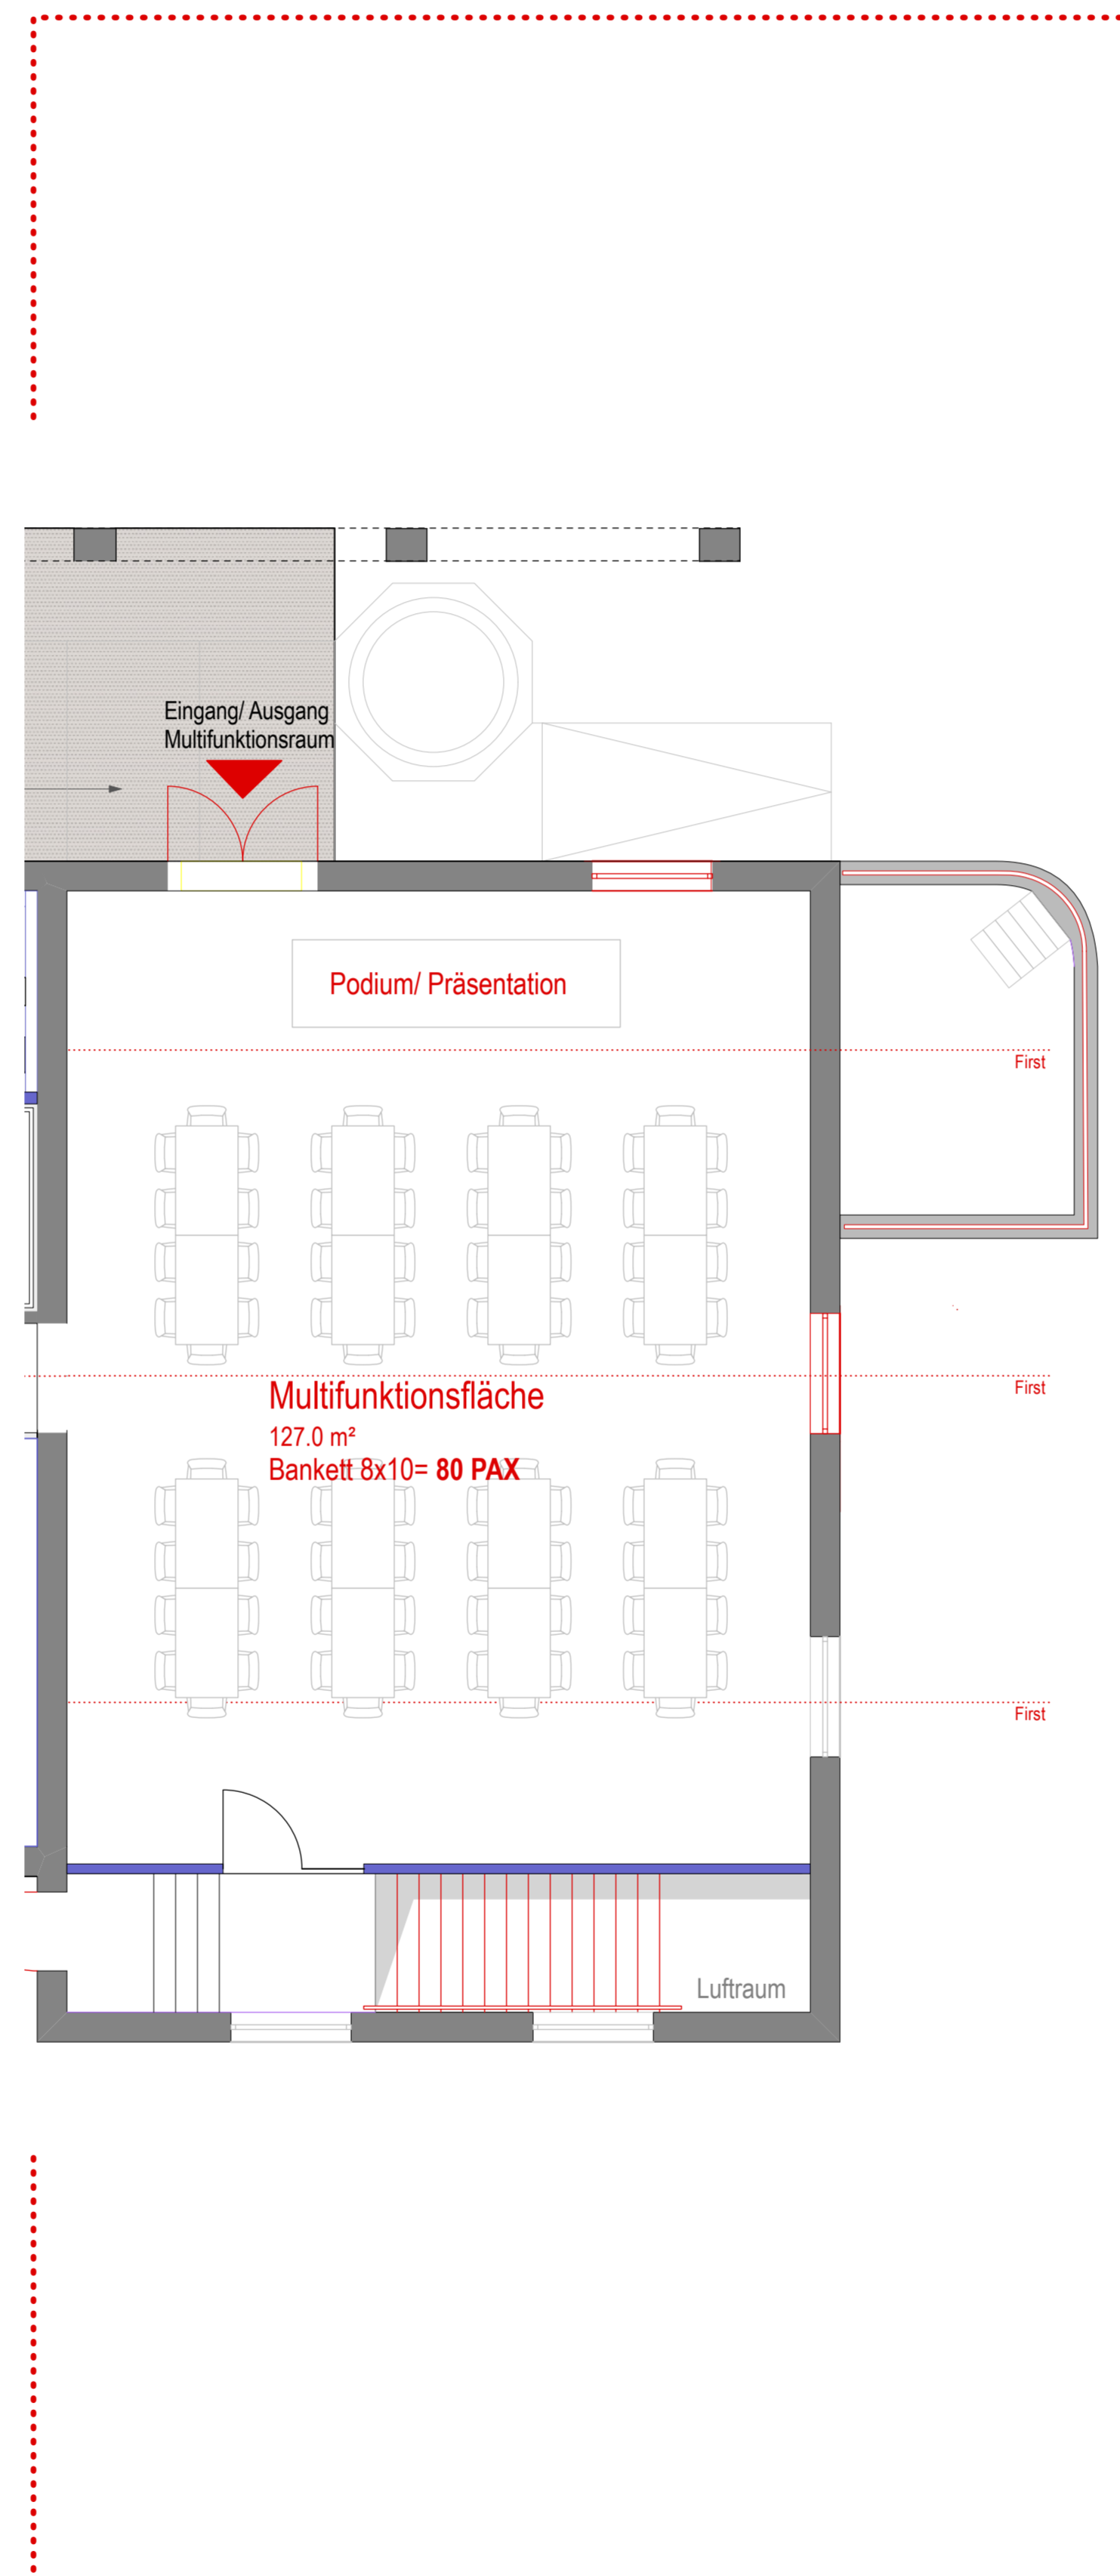 Eingang/ Ausgang
Multifunktionsraum
Podium/ Präsentation
First
Multifunktionsfläche
127.0 m²
Bankett 8x10= 80 PAX
First
First
Luftraum